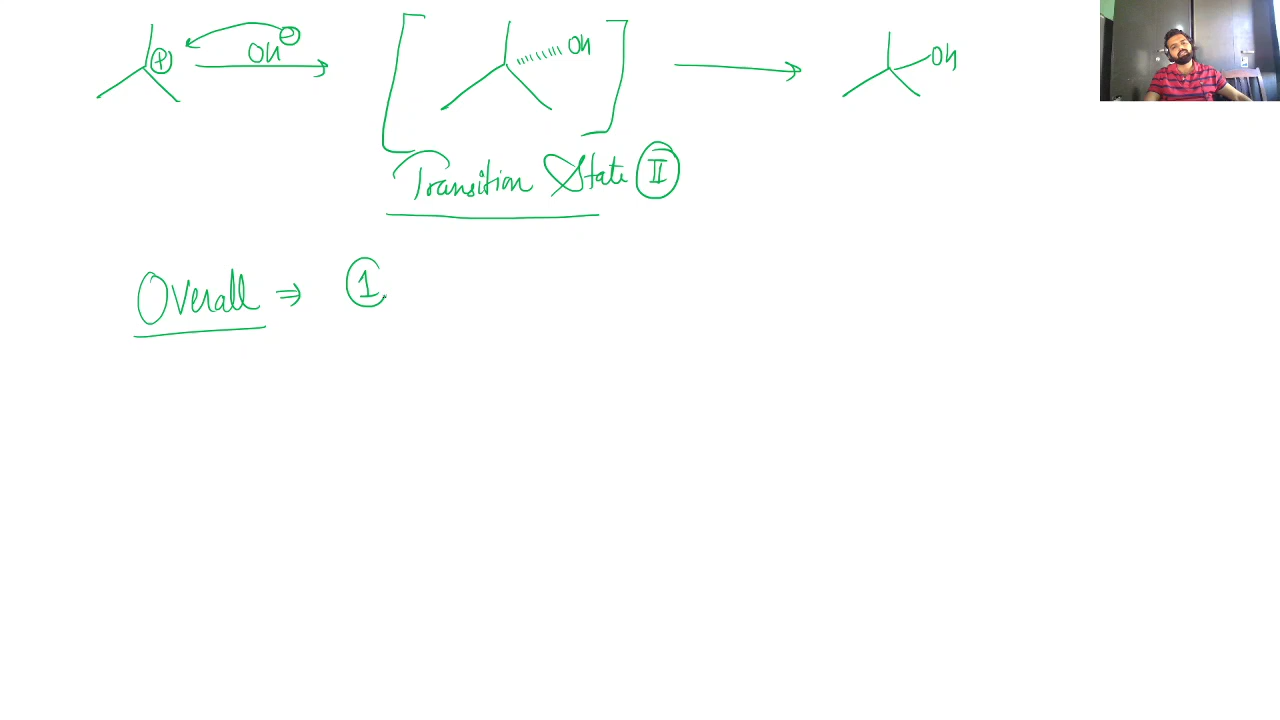 ⊕ OH ⊖ OH OH
Transition State II
Overall ⇒ 1